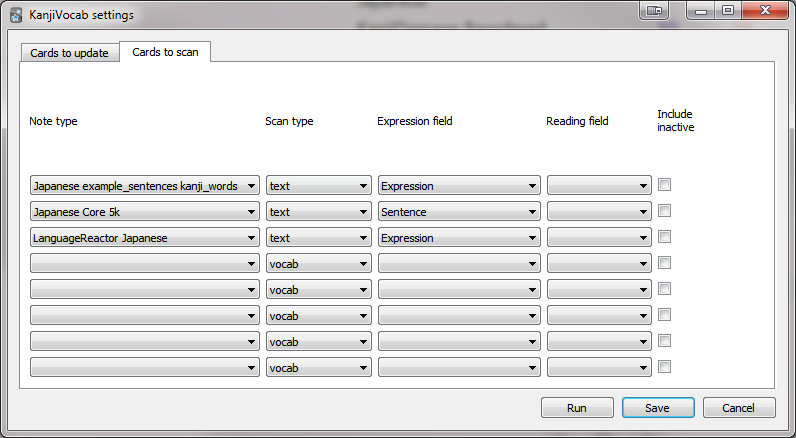 KanjiVocab settings
Cards to update Cards to scan
Note type Scan type Expression field Reading field Include
inactive
Japanese example_sentences kanji_words text Expression
Japanese Core 5k text Sentence
LanguageReactor Japanese text Expression
vocab
vocab
vocab
vocab
vocab
Run Save Cancel